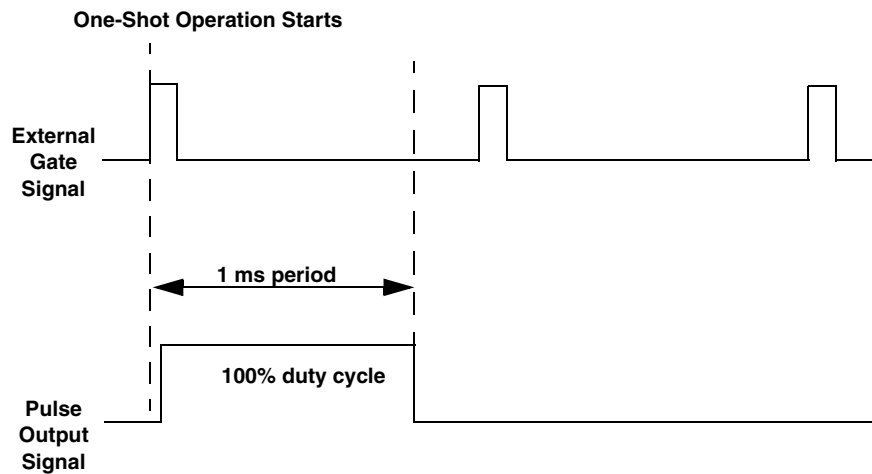 One-Shot Operation Starts
External
Gate
Signal
1 ms period
100% duty cycle
Pulse
Output
Signal